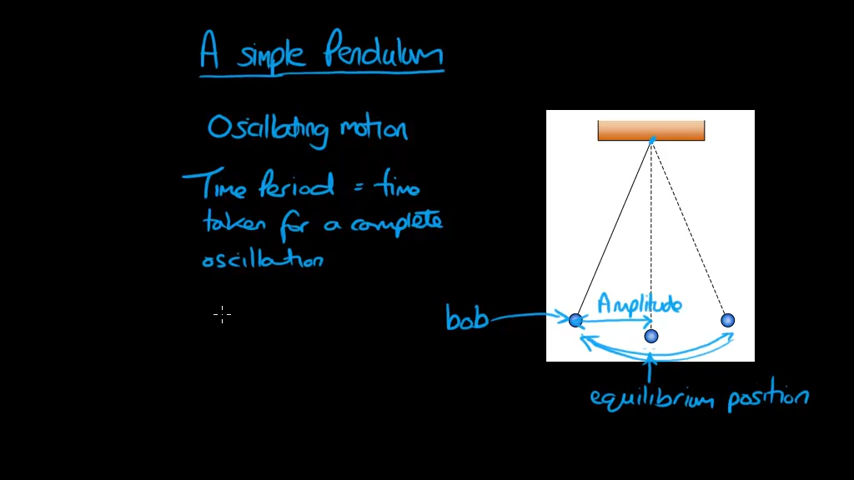 A simple Pendulum
Oscillating motion
Time Period = time
taken for a complete
oscillation
Amplitude
bob
equilibrium position